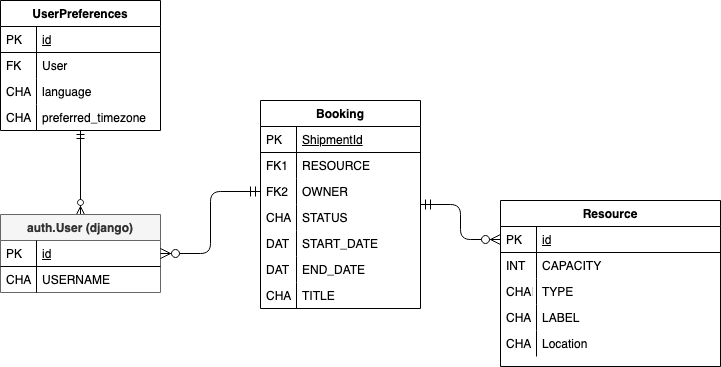 UserPreferences
PK id
FK User
CHA language
CHA preferred_timezone
auth.User (django)
PK id
CHA USERNAME
Booking
PK ShipmentId
FK1 RESOURCE
FK2 OWNER
CHA STATUS
DAT START_DATE
DAT END_DATE
CHA TITLE
Resource
PK id
INT CAPACITY
CHA TYPE
CHA LABEL
CHA Location